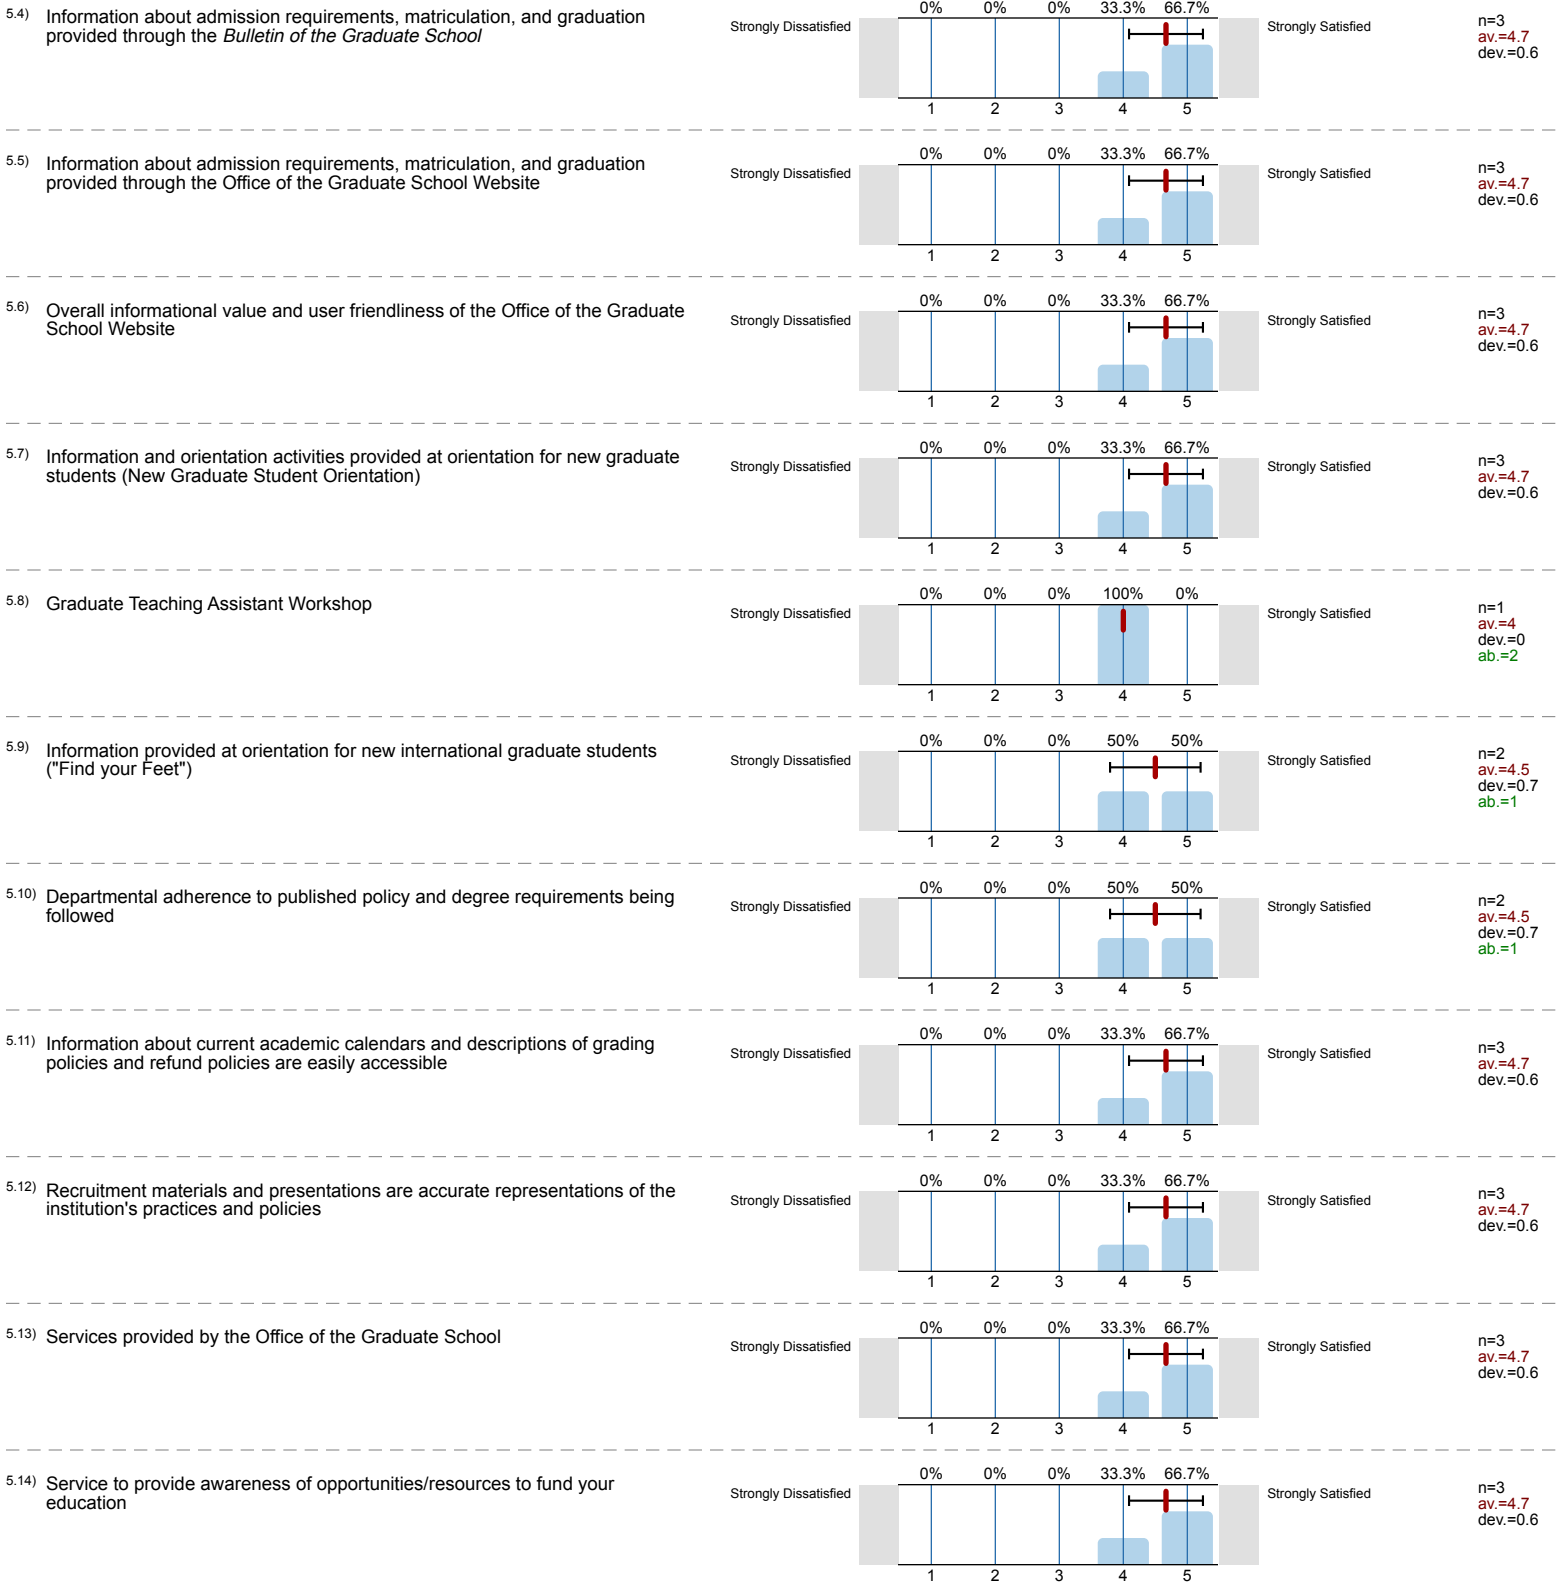 5.4) Information about admission requirements, matriculation, and graduation
provided through the Bulletin of the Graduate School
Strongly Dissatisfied
0% 0% 0% 33.3% 66.7%
1 2 3 4 5
Strongly Satisfied
n=3
av.=4.7
dev.=0.6
5.5) Information about admission requirements, matriculation, and graduation
provided through the Office of the Graduate School Website
Strongly Dissatisfied
0% 0% 0% 33.3% 66.7%
1 2 3 4 5
Strongly Satisfied
n=3
av.=4.7
dev.=0.6
5.6) Overall informational value and user friendliness of the Office of the Graduate
School Website
Strongly Dissatisfied
0% 0% 0% 33.3% 66.7%
1 2 3 4 5
Strongly Satisfied
n=3
av.=4.7
dev.=0.6
5.7) Information and orientation activities provided at orientation for new graduate
students (New Graduate Student Orientation)
Strongly Dissatisfied
0% 0% 0% 33.3% 66.7%
1 2 3 4 5
Strongly Satisfied
n=3
av.=4.7
dev.=0.6
5.8) Graduate Teaching Assistant Workshop
Strongly Dissatisfied
0% 0% 0% 100% 0%
1 2 3 4 5
Strongly Satisfied
n=1
av.=4
dev.=0
ab.=2
5.9) Information provided at orientation for new international graduate students
("Find your Feet")
Strongly Dissatisfied
0% 0% 0% 50% 50%
1 2 3 4 5
Strongly Satisfied
n=2
av.=4.5
dev.=0.7
ab.=1
5.10) Departmental adherence to published policy and degree requirements being
followed
Strongly Dissatisfied
0% 0% 0% 50% 50%
1 2 3 4 5
Strongly Satisfied
n=2
av.=4.5
dev.=0.7
ab.=1
5.11) Information about current academic calendars and descriptions of grading
policies and refund policies are easily accessible
Strongly Dissatisfied
0% 0% 0% 33.3% 66.7%
1 2 3 4 5
Strongly Satisfied
n=3
av.=4.7
dev.=0.6
5.12) Recruitment materials and presentations are accurate representations of the
institution's practices and policies
Strongly Dissatisfied
0% 0% 0% 33.3% 66.7%
1 2 3 4 5
Strongly Satisfied
n=3
av.=4.7
dev.=0.6
5.13) Services provided by the Office of the Graduate School
Strongly Dissatisfied
0% 0% 0% 33.3% 66.7%
1 2 3 4 5
Strongly Satisfied
n=3
av.=4.7
dev.=0.6
5.14) Service to provide awareness of opportunities/resources to fund your
education
Strongly Dissatisfied
0% 0% 0% 33.3% 66.7%
1 2 3 4 5
Strongly Satisfied
n=3
av.=4.7
dev.=0.6